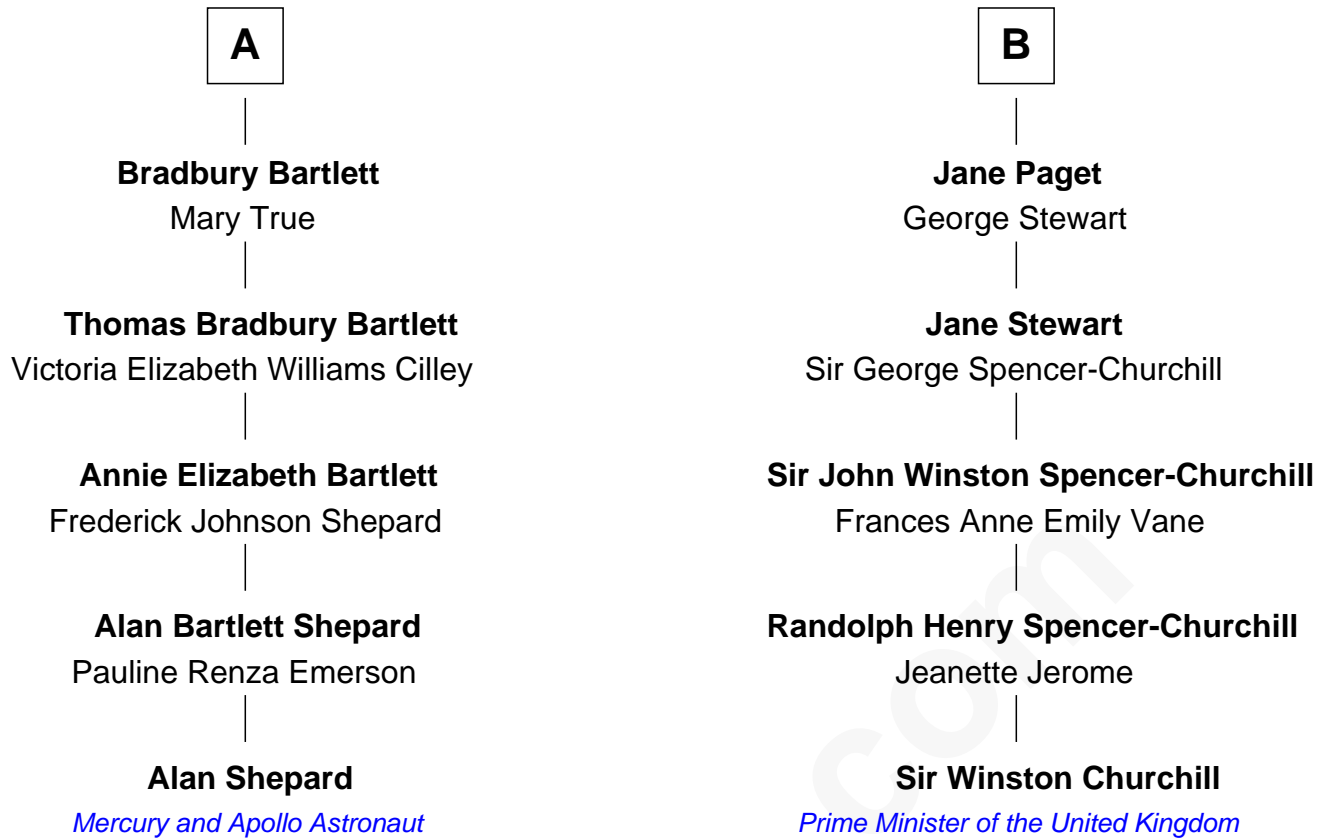 A
Bradbury Bartlett
Mary True
Thomas Bradbury Bartlett
Victoria Elizabeth Williams Cilley
Annie Elizabeth Bartlett
Frederick Johnson Shepard
Alan Bartlett Shepard
Pauline Renza Emerson
Alan Shepard
Mercury and Apollo Astronaut
B
Jane Paget
George Stewart
Jane Stewart
Sir George Spencer-Churchill
Sir John Winston Spencer-Churchill
Frances Anne Emily Vane
Randolph Henry Spencer-Churchill
Jeanette Jerome
Sir Winston Churchill
Prime Minister of the United Kingdom
com